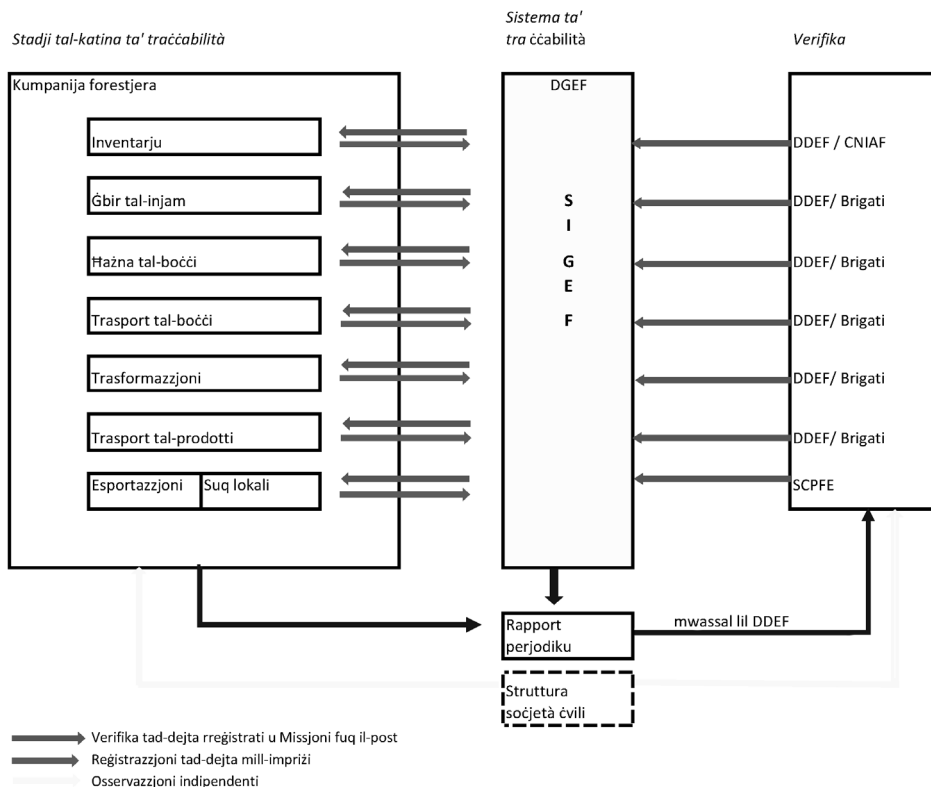 Stadji tal-katina ta' traċċabilità
Sistema ta'
tra ċċabilità
Verifika
Kumpanija forestjera
DGEF
Inventarju
DDEF / CNIAF
Ġbir tal-injam
S
DDEF/ Brigati
I
Ħażna tal-boċċi
G
DDEF/ Brigati
E
Trasport tal-boċċi
F
DDEF/ Brigati
Trasformazzjoni
DDEF/ Brigati
Trasport tal-prodotti
DDEF/ Brigati
Esportazzjoni
Suq lokali
SCPFE
Rapport
perjodiku
mwassal lil DDEF
Struttura
soċjetà ċvili
Verifika tad-dejta rreġistrati u Missjoni fuq il-post
Reġistrazzjoni tad-dejta mill-impriżi
Osservazzjoni indipendenti